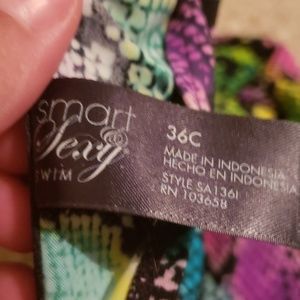 smart
&
Sexy
SWIM
36C
MADE IN INDONESIA
HECHO EN INDONESIA
STYLE SA1361
RN 103658